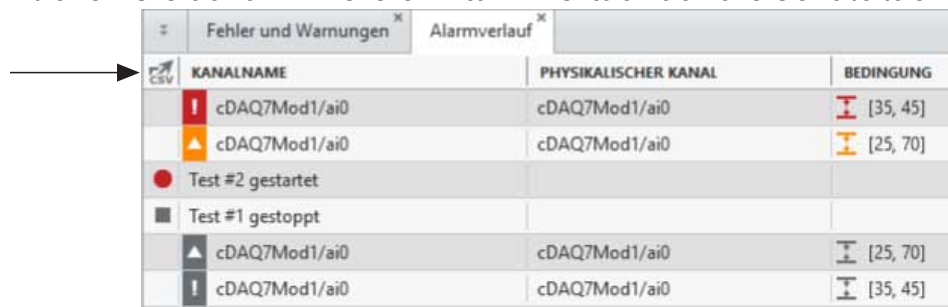 Fehler und Warnungen Alarmverlauf
CSV KANALNAME PHYSIKALISCHER KANAL BEDINGUNG
! cDAQ7Mod1/ai0 cDAQ7Mod1/ai0 [35, 45]
cDAQ7Mod1/ai0 cDAQ7Mod1/ai0 [25, 70]
Test #2 gestartet
Test #1 gestoppt
cDAQ7Mod1/ai0 cDAQ7Mod1/ai0 [25, 70]
! cDAQ7Mod1/ai0 cDAQ7Mod1/ai0 [35, 45]